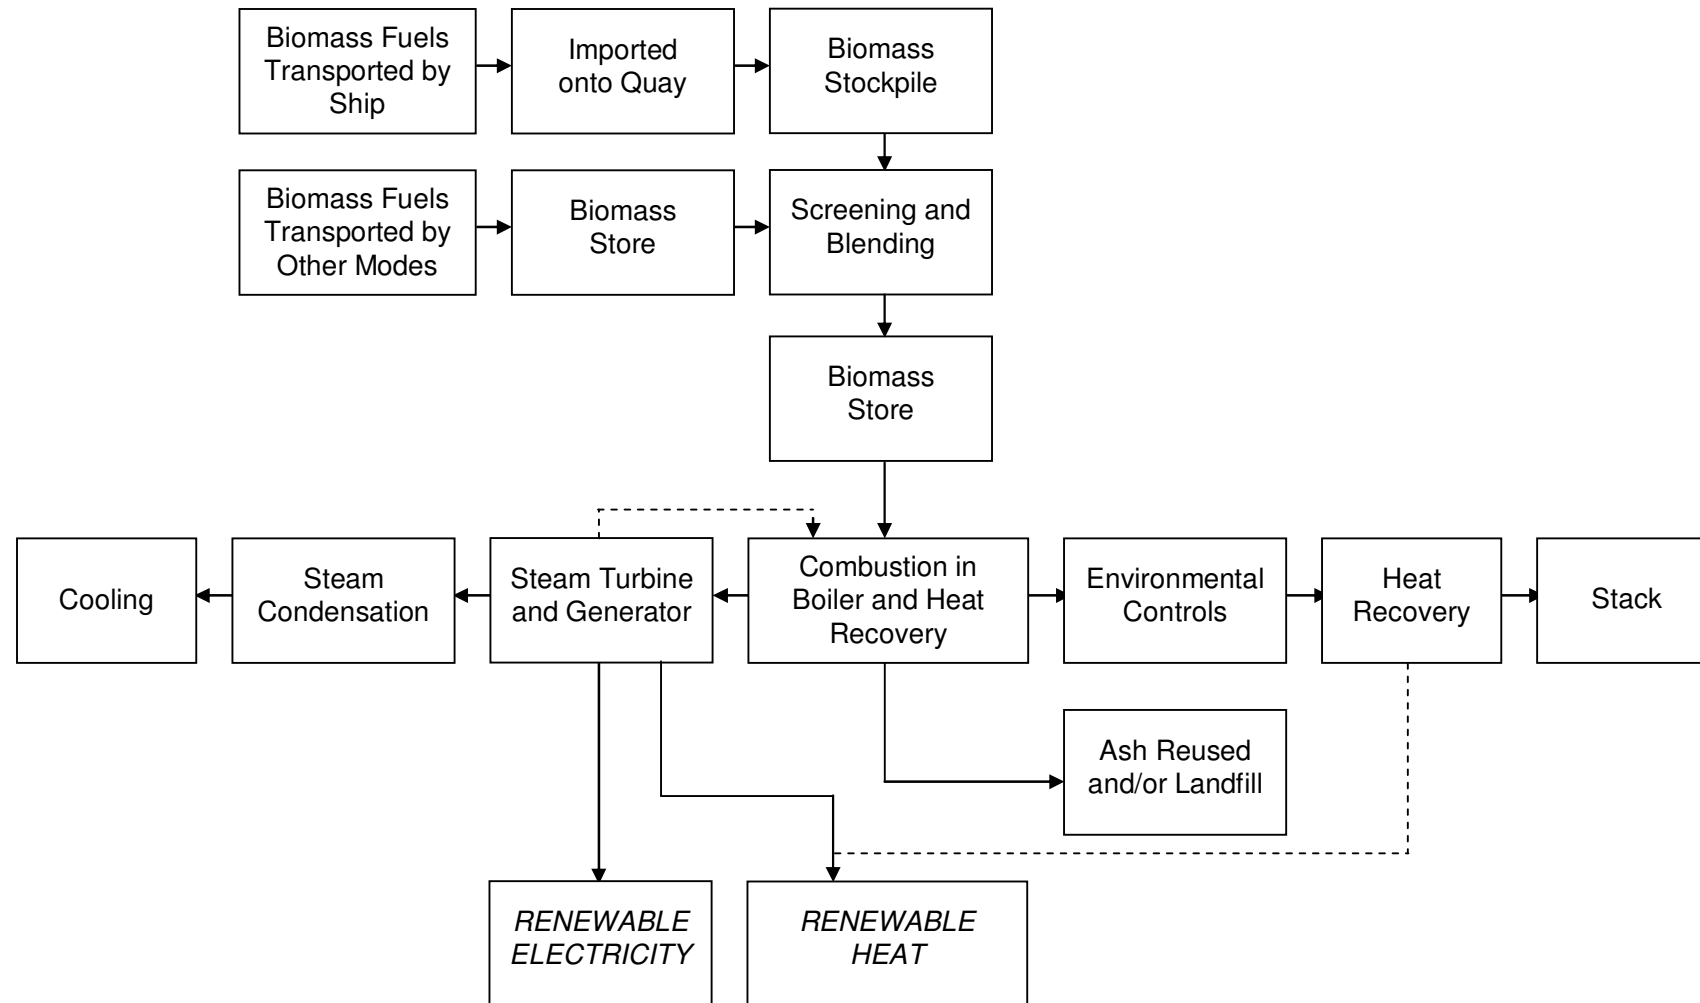 Biomass Fuels
Transported by
Ship
Imported
onto Quay
Biomass
Stockpile
Biomass Fuels
Transported by
Other Modes
Biomass
Store
Screening and
Blending
Biomass
Store
Cooling
Steam
Condensation
Steam Turbine
and Generator
Combustion in
Boiler and Heat
Recovery
Environmental
Controls
Heat
Recovery
Stack
Ash Reused
and/or Landfill
RENEWABLE
ELECTRICITY
RENEWABLE
HEAT